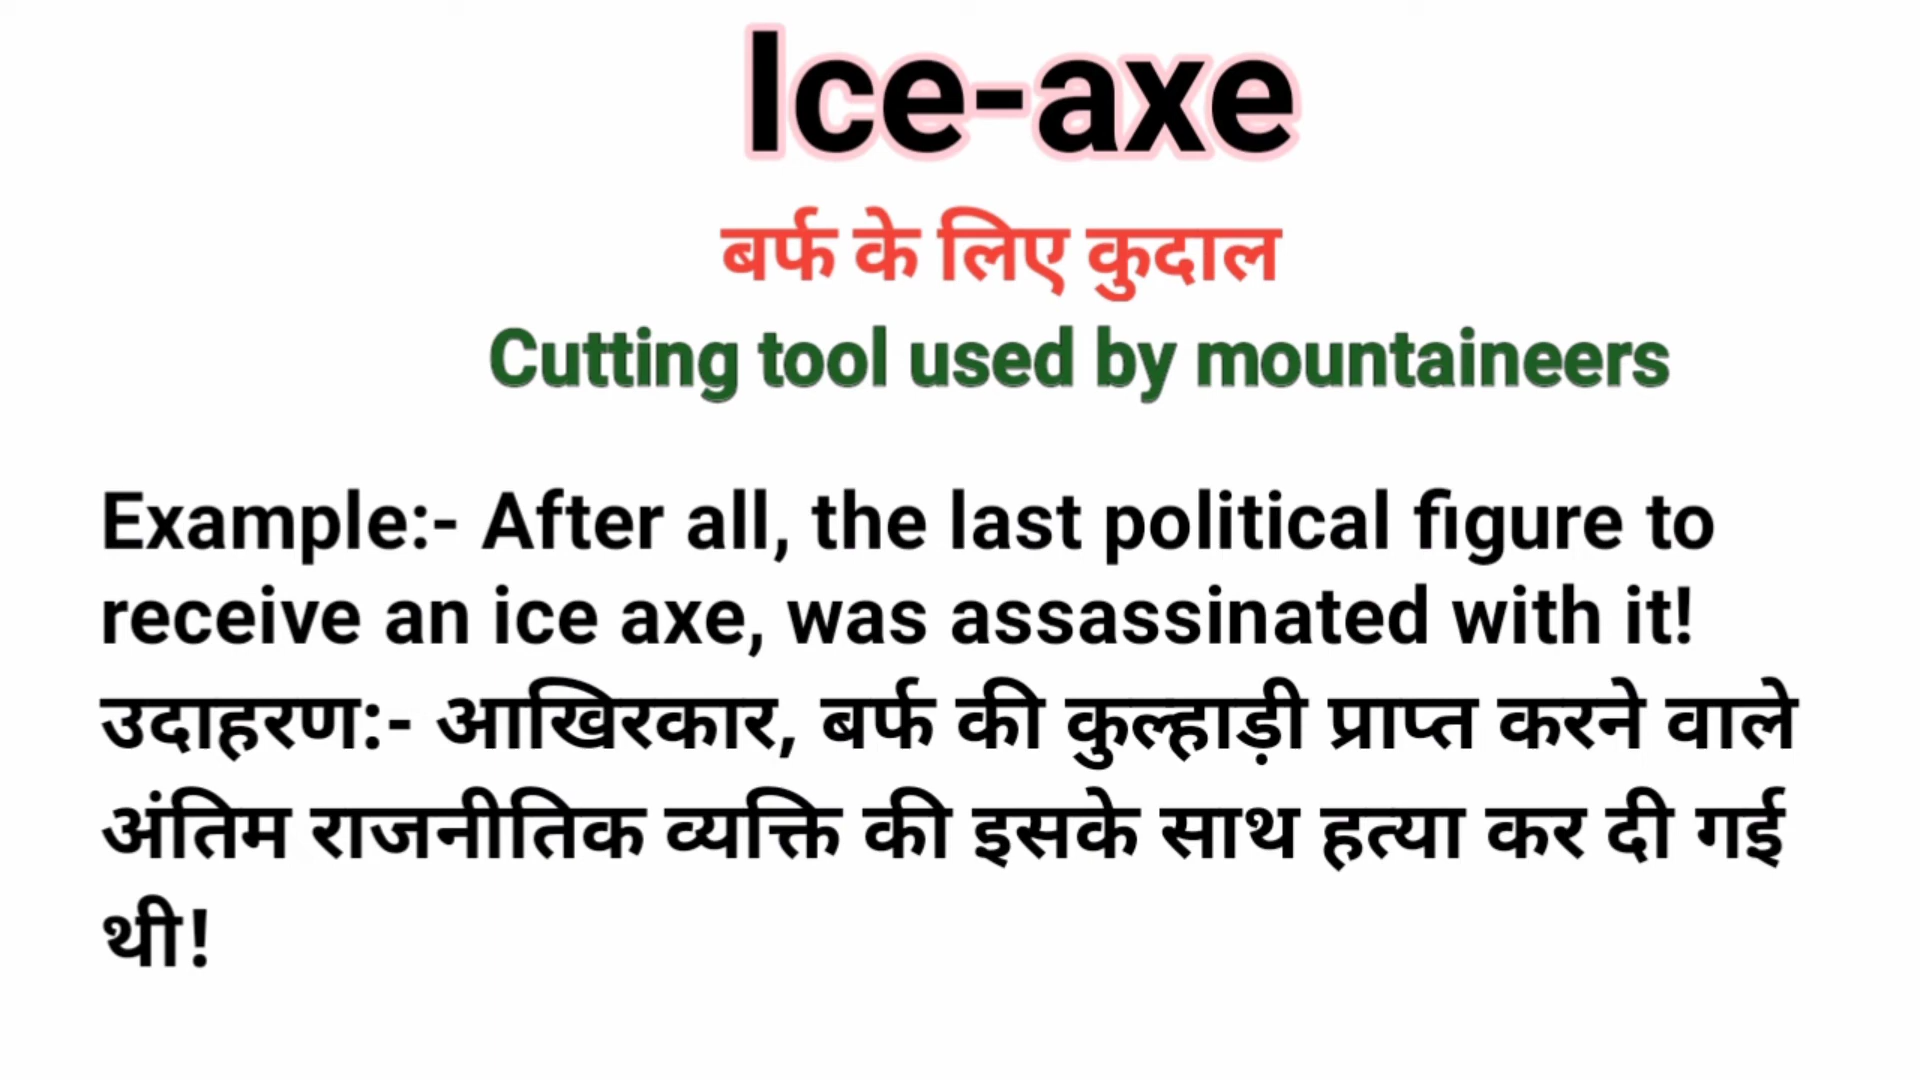 Ice-axe
बर्फ के लिए कुदाल
Cutting tool used by mountaineers
Example:- After all, the last political figure to
receive an ice axe, was assassinated with it!
उदाहरण:- आखिरकार, बर्फ की कुल्हाड़ी प्राप्त करने वाले
अंतिम राजनीतिक व्यक्ति की इसके साथ हत्या कर दी गई
थी!